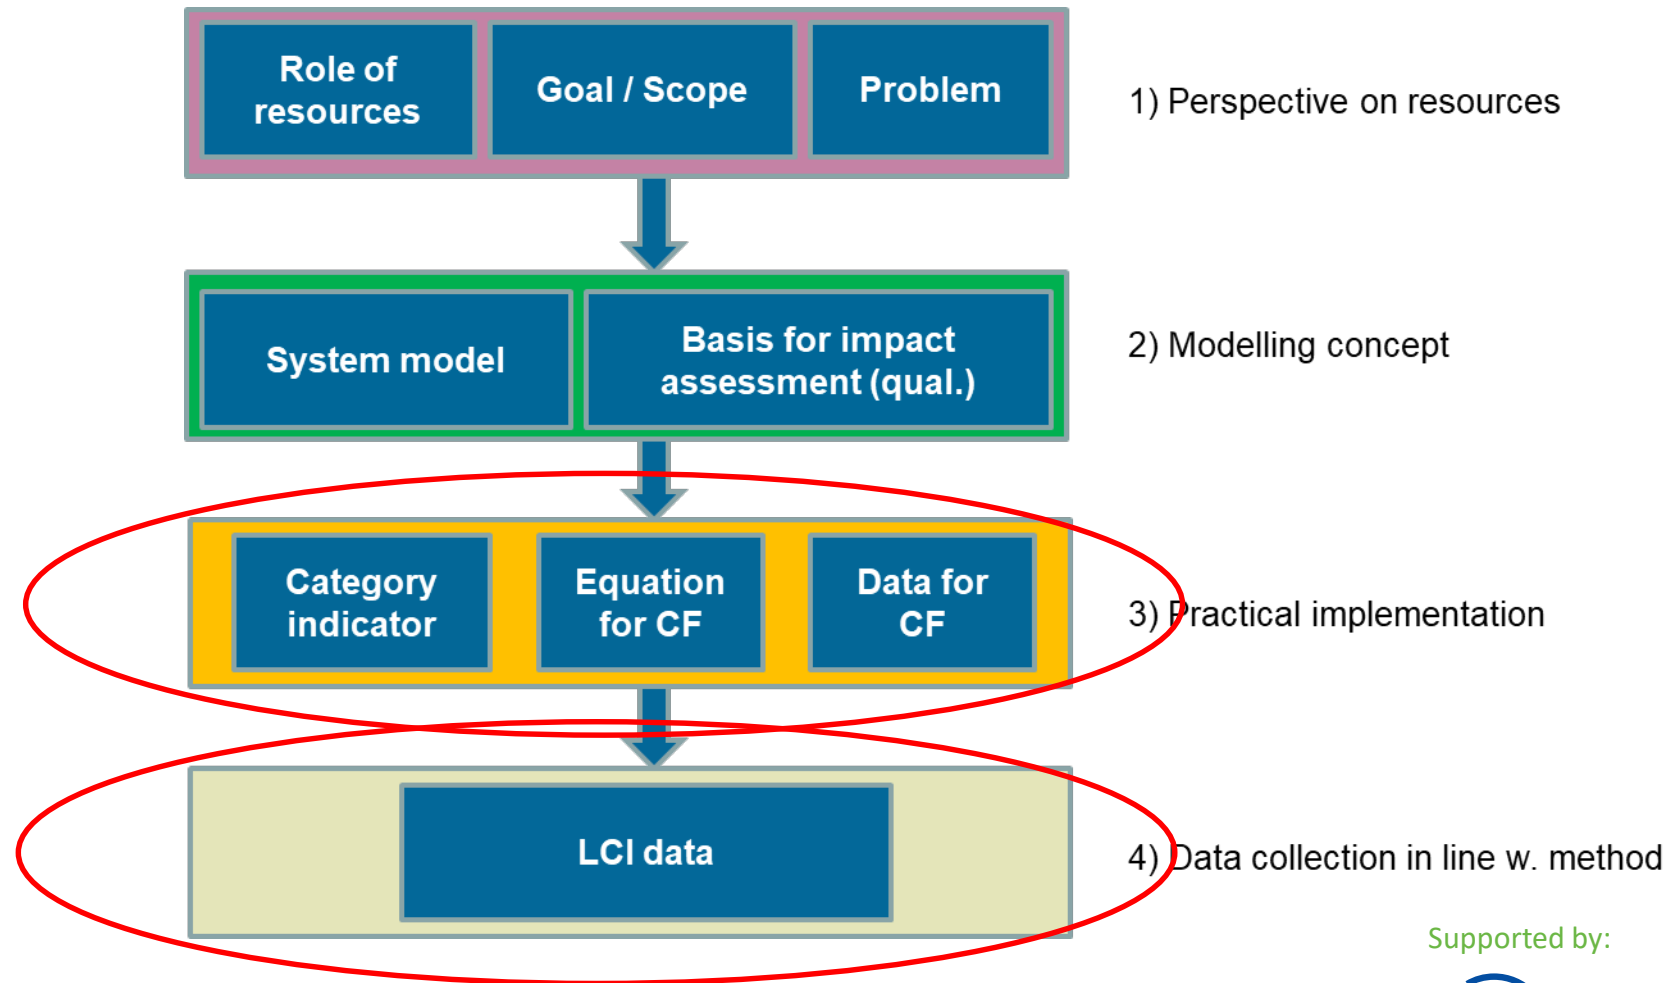 Role of
resources
Goal / Scope
Problem
1) Perspective on resources
System model
Basis for impact
assessment (qual.)
2) Modelling concept
Category
indicator
Equation
for CF
Data for
CF
3) Practical implementation
LCI data
4) Data collection in line w. method
Supported by: